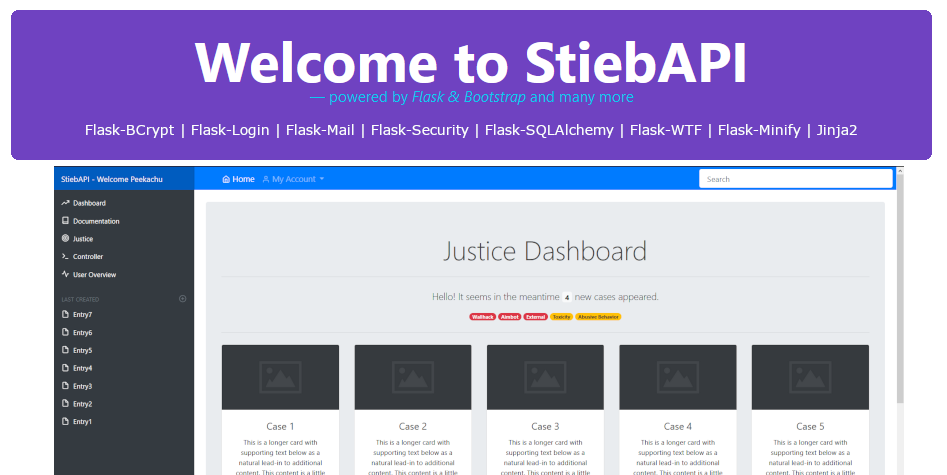 Welcome to StiebAPI
— powered by Flask & Bootstrap and many more
Flask-BCrypt | Flask-Login | Flask-Mail | Flask-Security | Flask-SQLAlchemy | Flask-WTF | Flask-Minify | Jinja2
StiebAPI - Welcome Peekachu
Home My Account
Search
Dashboard
Documentation
Justice
Controller
User Overview
LAST CREATED
Entry7
Entry6
Entry5
Entry4
Entry3
Entry2
Entry1
Justice Dashboard
Hello! It seems in the meantime 4 new cases appeared.
Wallhack Aimbot External Toxicity Abusive Behavior
Case 1
This is a longer card with
supporting text below as a
natural lead-in to additional
content. This content is a little
Case 2
This is a longer card with
supporting text below as a
natural lead-in to additional
content. This content is a little
Case 3
This is a longer card with
supporting text below as a
natural lead-in to additional
content. This content is a little
Case 4
This is a longer card with
supporting text below as a
natural lead-in to additional
content. This content is a little
Case 5
This is a longer card with
supporting text below as a
natural lead-in to additional
content. This content is a little